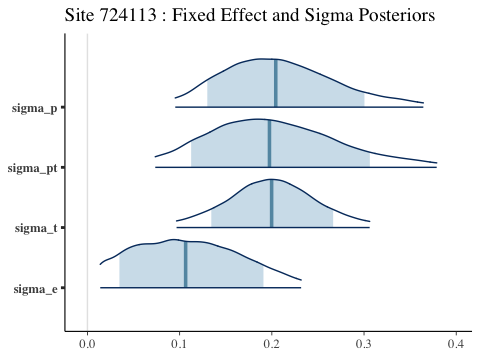 Site 724113 : Fixed Effect and Sigma Posteriors
sigma_p
sigma_pt
sigma_t
sigma_e
0.0 0.1 0.2 0.3 0.4